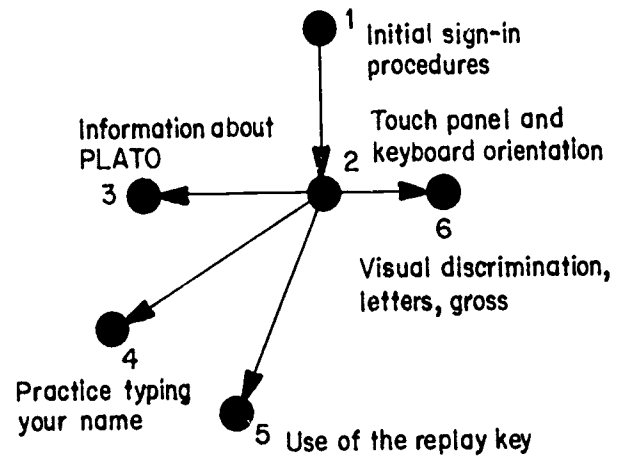 1 Initial sign-in
procedures
Information about
PLATO
3
Touch panel and
keyboard orientation
2
6
Visual discrimination,
letters, gross
4
Practice typing
your name
5 Use of the replay key